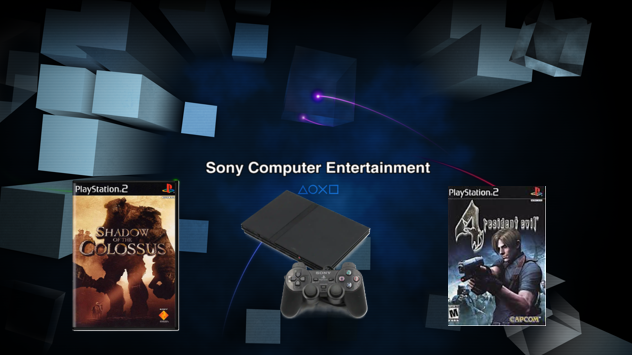 Sony Computer Entertainment
PlayStation.2
SHADOW
OF THE
COLOSSUS
PlayStation.2
resident evil
4
M
CAPCOM